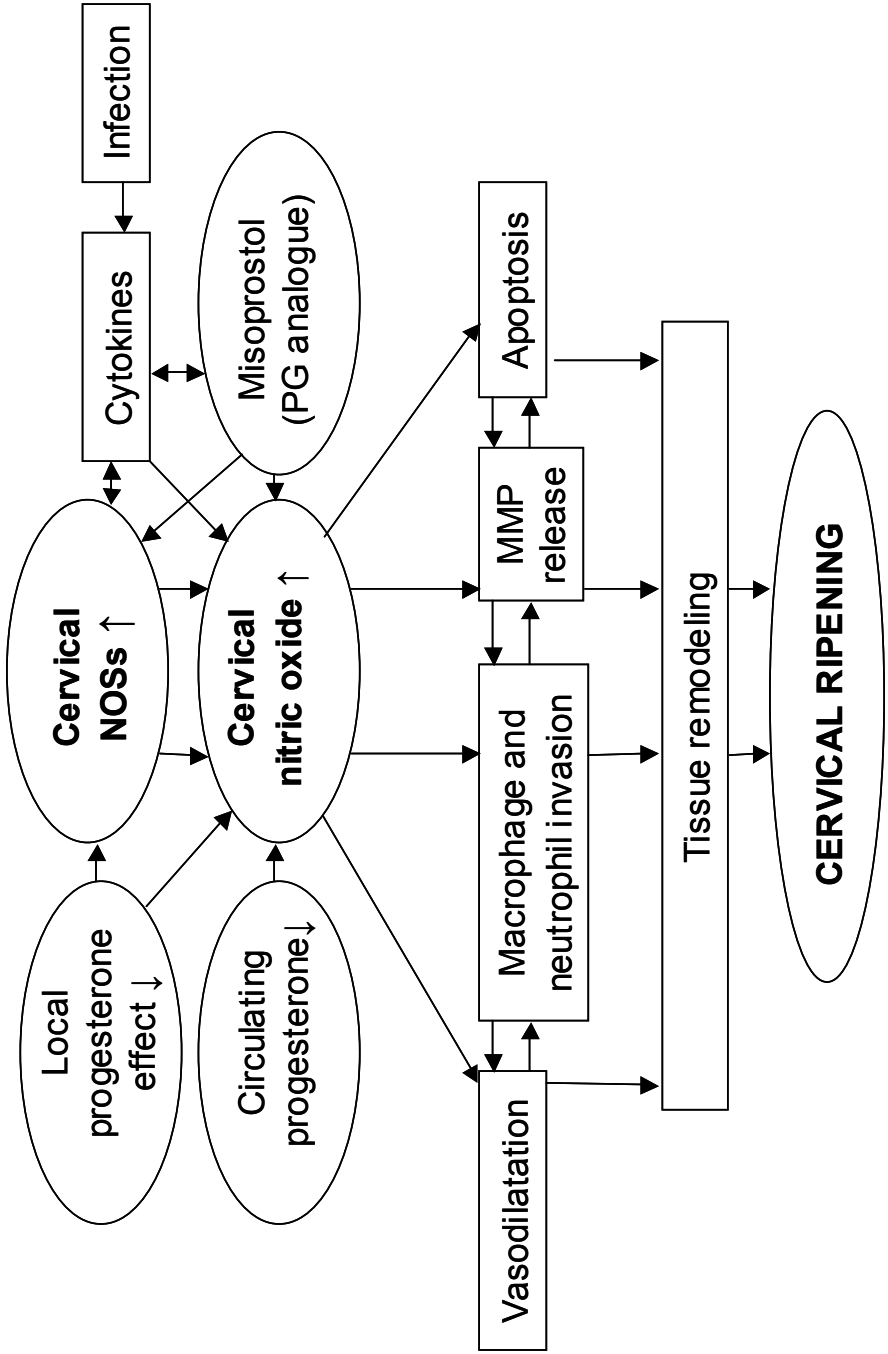 Infection
Cytokines
Misoprostol
(PG analogue)
Cervical
NOSs ↑
Cervical
nitric oxide ↑
Local
progesterone
effect ↓
Circulating
progesterone↓
Vasodilatation
Macrophage and
neutrophil invasion
MMP
release
Apoptosis
Tissue remodeling
CERVICAL RIPENING